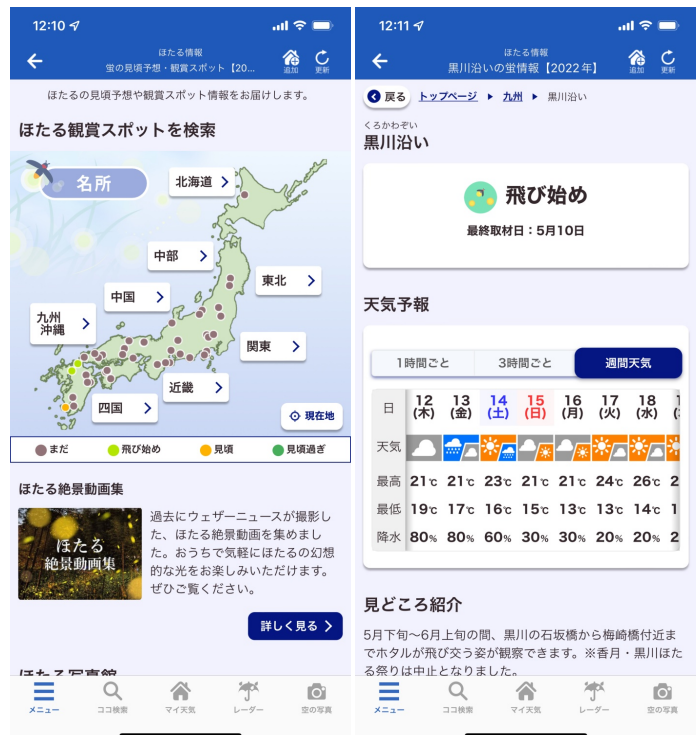 12:10
ほたる情報
蛍の見頃予想・観賞スポット【20...
追加
更新
ほたるの見頃予想や観賞スポット情報をお届けします。
ほたる観賞スポットを検索
名所
北海道
中部
東北
中国
九州
沖縄
関東
近畿
四国
現在地
まだ
飛び始め
見頃
見頃過ぎ
ほたる絶景動画集
ほたる
絶景動画集
過去にウェザーニュースが撮影し
た、ほたる絶景動画を集めまし
た。おうちで気軽にほたるの幻想
的な光をお楽しみいただけます。
ぜひご覧ください。
詳しく見る
ほたる写真館
メニュー
ココ検索
マイ天気
レーダー
空の写真
12:11
ほたる情報
黒川沿いの蛍情報【2022年】
追加
更新
戻る トップページ ▶ 九州 ▶ 黒川沿い
くろかわぞい
黒川沿い
飛び始め
最終取材日:5月10日
天気予報
1時間ごと 3時間ごと 週間天気
日 12 13 14 15 16 17 18 1
(木) (金) (土) (日) (月) (火) (水) (
天気
最高 21℃ 21℃ 23℃ 21℃ 21℃ 24℃ 26℃ 2
最低 19℃ 17℃ 16℃ 15℃ 13℃ 13℃ 14℃ 1
降水 80% 80% 60% 30% 30% 20% 20% 2
見どころ紹介
5月下旬〜6月上旬の間、黒川の石坂橋から梅崎橋付近ま
でホタルが飛び交う姿が観察できます。※香月・黒川ほた
る祭りは中止となりました。
メニュー
ココ検索
マイ天気
レーダー
空の写真